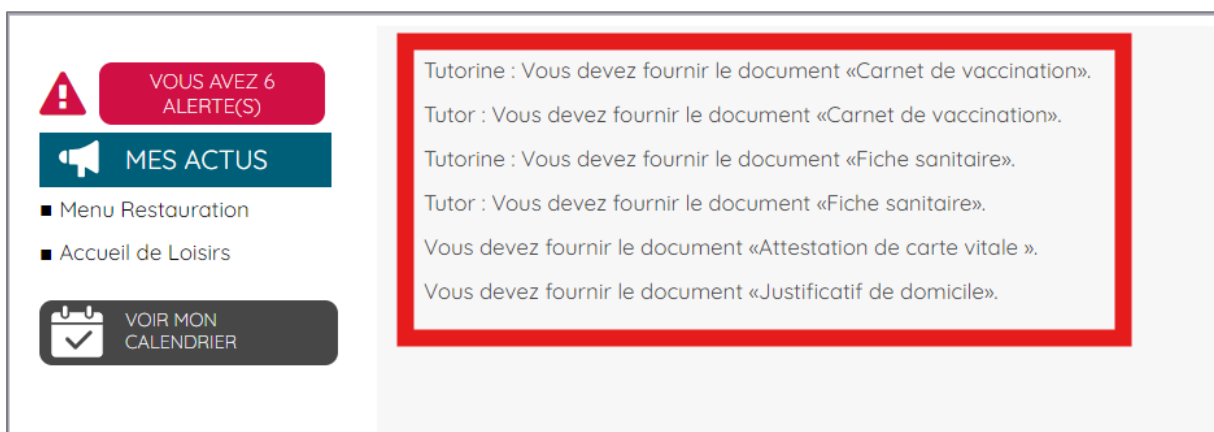 VOUS AVEZ 6
ALERTE(S)
MES ACTUS
■ Menu Restauration
■ Accueil de Loisirs
VOIR MON
CALENDRIER
Tutorine : Vous devez fournir le document «Carnet de vaccination».
Tutor : Vous devez fournir le document «Carnet de vaccination».
Tutorine : Vous devez fournir le document «Fiche sanitaire».
Tutor : Vous devez fournir le document «Fiche sanitaire».
Vous devez fournir le document «Attestation de carte vitale ».
Vous devez fournir le document «Justificatif de domicile».